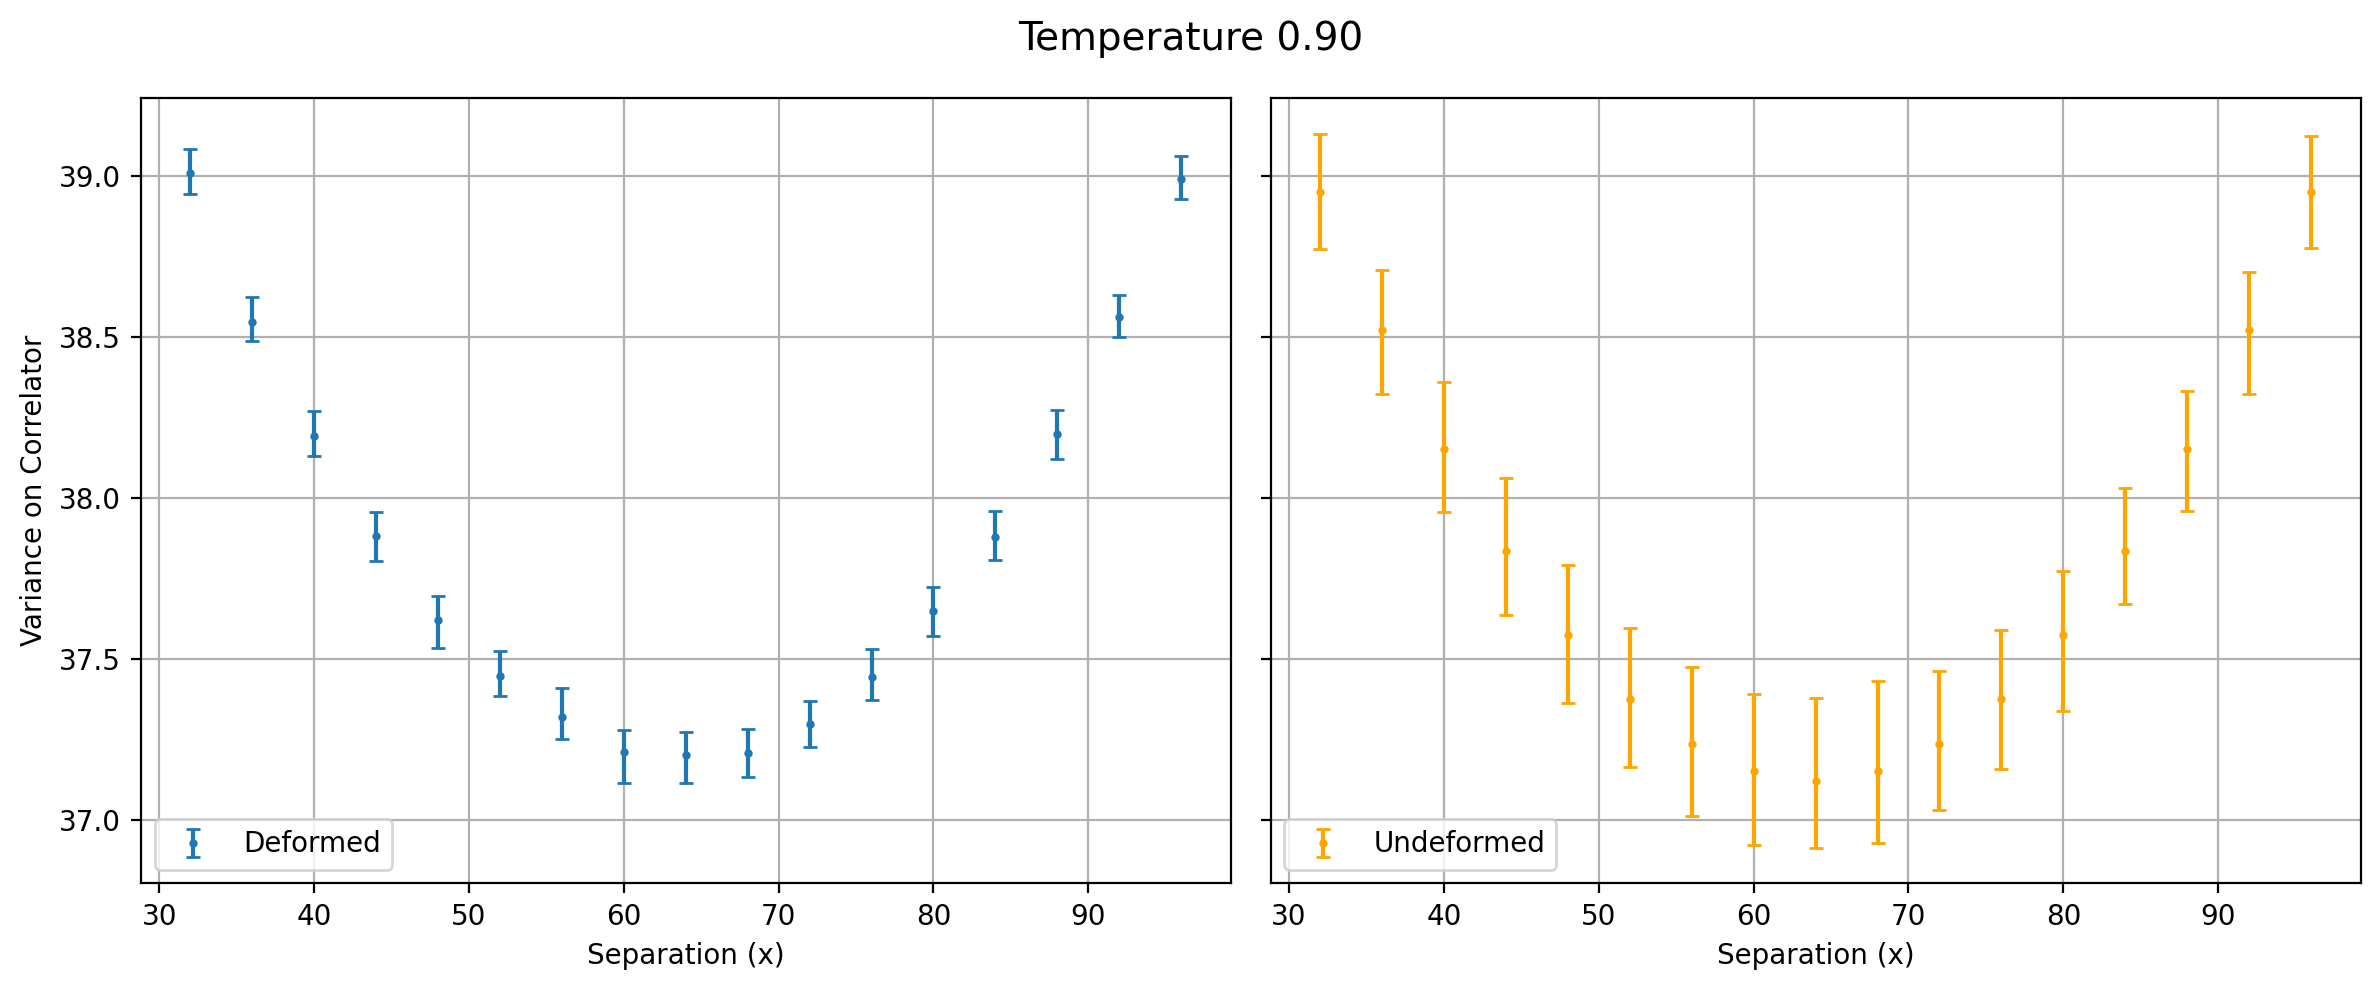 Temperature 0.90
Variance on Correlator
39.0
38.5
38.0
37.5
37.0
Deformed
30 40 50 60 70 80 90
Separation (x)
Undeformed
30 40 50 60 70 80 90
Separation (x)